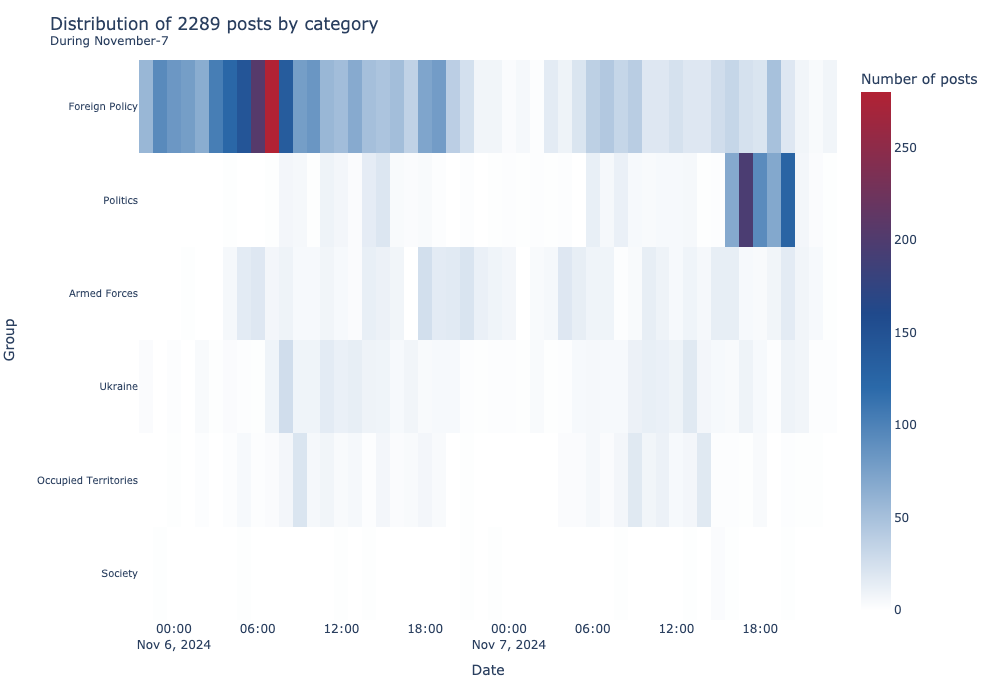 Distribution of 2289 posts by category
During November-7
Number of posts
Foreign Policy
Politics
Armed Forces
Ukraine
Occupied Territories
Society
Group
250
200
150
100
50
0
00:00 06:00 12:00 18:00 00:00 06:00 12:00 18:00
Nov 6, 2024 Nov 7, 2024
Date